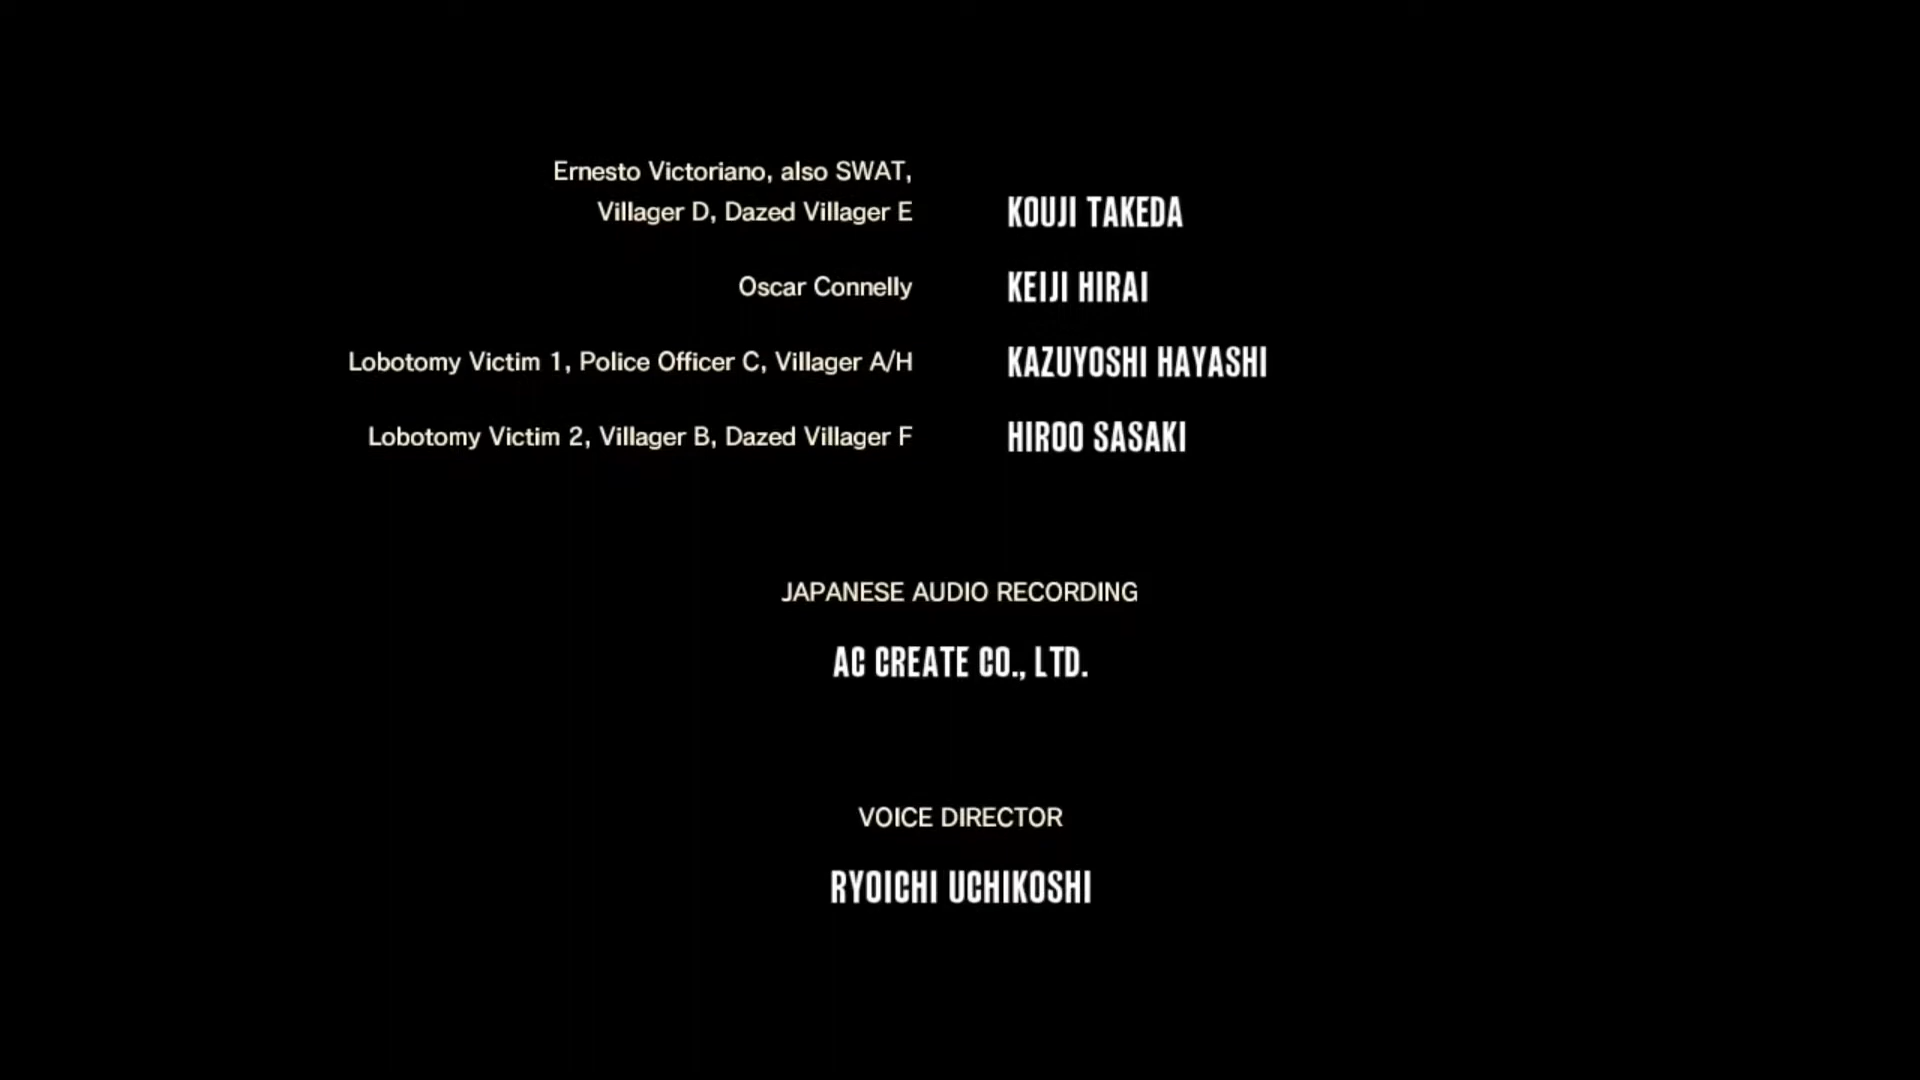 Ernesto Victoriano, also SWAT,
Villager D, Dazed Villager E KOUJI TAKEDA
Oscar Connelly KEIJI HIRAI
Lobotomy Victim 1, Police Officer C, Villager A/H KAZUYOSHI HAYASHI
Lobotomy Victim 2, Villager B, Dazed Villager F HIROO SASAKI
JAPANESE AUDIO RECORDING
AC CREATE CO., LTD.
VOICE DIRECTOR
RYOICHI UCHIKOSHI